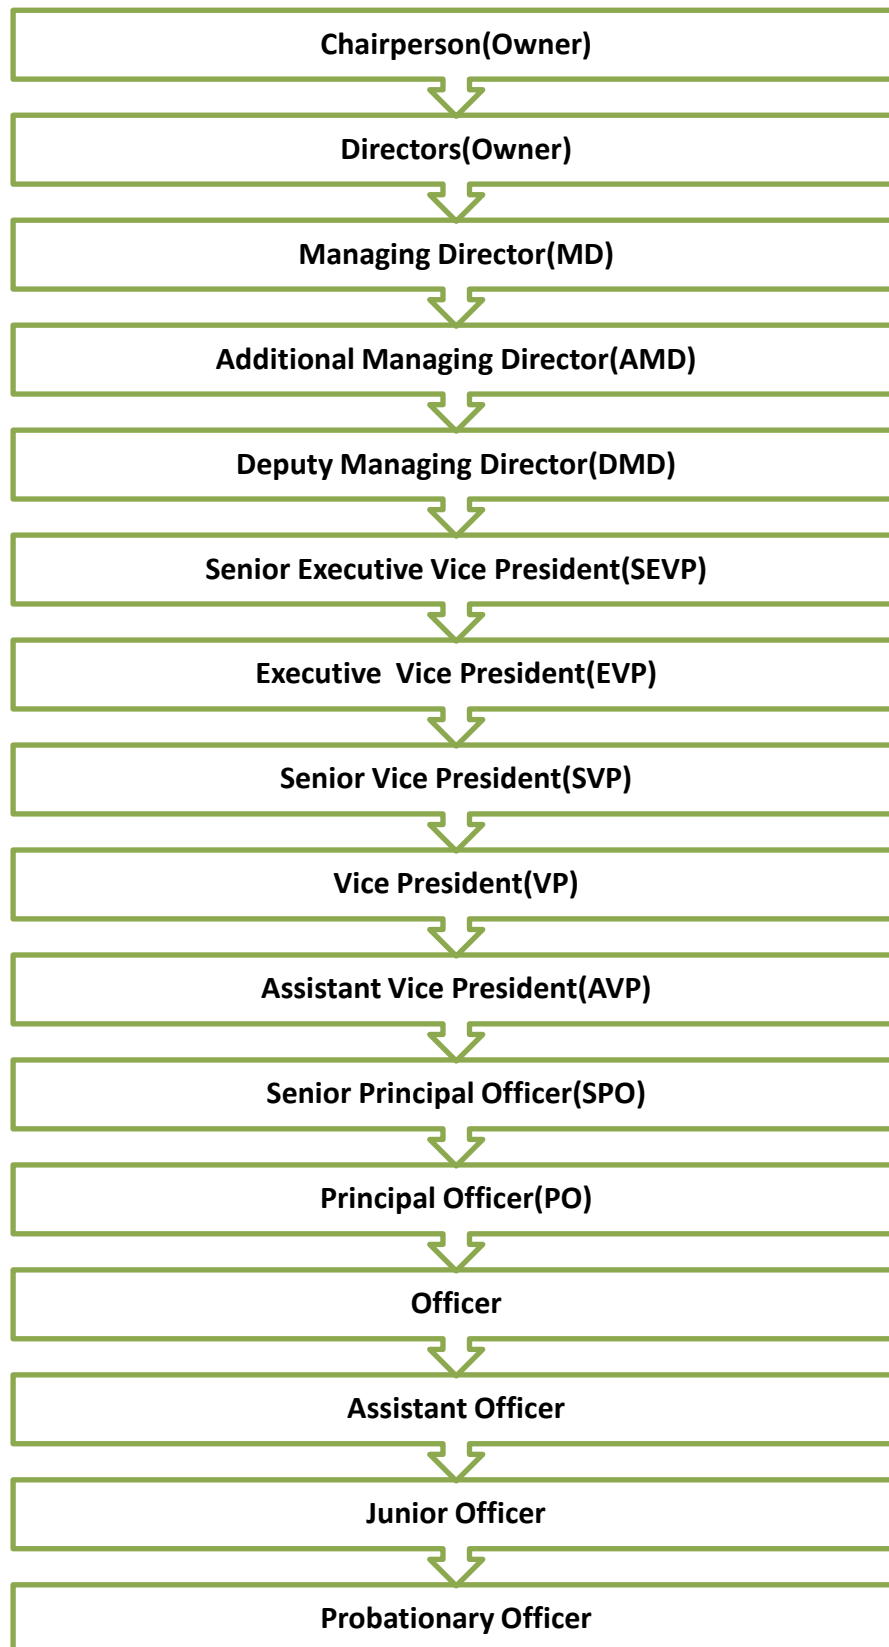 Chairperson(Owner)
Directors(Owner)
Managing Director(MD)
Additional Managing Director(AMD)
Deputy Managing Director(DMD)
Senior Executive Vice President(SEVP)
Executive  Vice President(EVP)
Senior Vice President(SVP)
Vice President(VP)
Assistant Vice President(AVP)
Senior Principal Officer(SPO)
Principal Officer(PO)
Officer
Assistant Officer
Junior Officer
Probationary Officer